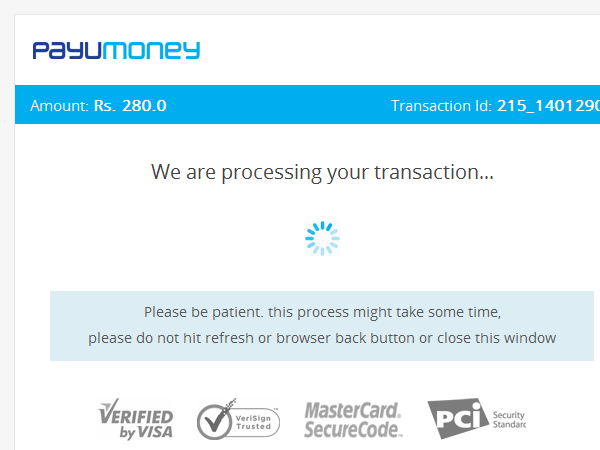 payumoney
Amount: Rs. 280.0 Transaction Id: 215_1401290
We are processing your transaction...
Please be patient. this process might take some time,
please do not hit refresh or browser back button or close this window
VERIFIED
by VISA
VeriSign
Trusted
MasterCard.
SecureCode™
PCI
Security
Standard